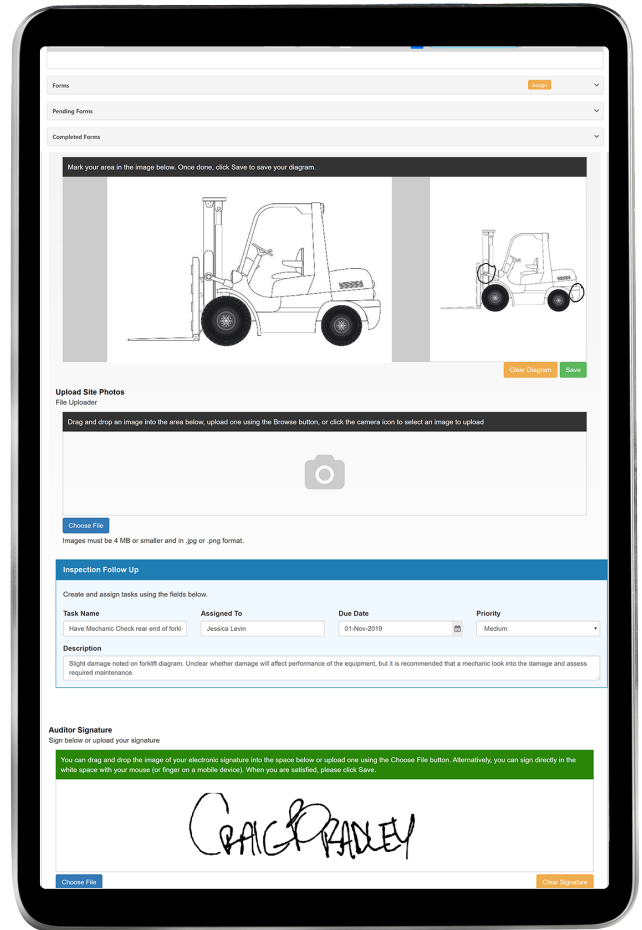 Forms
Assign
Pending Forms
Completed Forms
Mark your area in the image below. Once done, click Save to save your diagram.
Clear Diagram
Save
Upload Site Photos
File Uploader
Drag and drop an image into the area below, upload one using the Browse button, or click the camera icon to select an image to upload
Choose File
Images must be 4 MB or smaller and in .jpg or .png format.
Inspection Follow Up
Create and assign tasks using the fields below.
Task Name Assigned To Due Date Priority
Have Mechanic Check rear end of forkl Jessica Levin 01-Nov-2019 Medium
Description
Slight damage noted on forklift diagram. Unclear whether damage will affect performance of the equipment, but it is recommended that a mechanic look into the damage and assess
required maintenance.
Auditor Signature
Sign below or upload your signature
You can drag and drop the image of your electronic signature into the space below or upload one using the Choose File button. Alternatively, you can sign directly in the
white space with your mouse (or finger on a mobile device). When you are satisfied, please click Save.
CRAIG BRADLEY
Choose File
Clear Signature